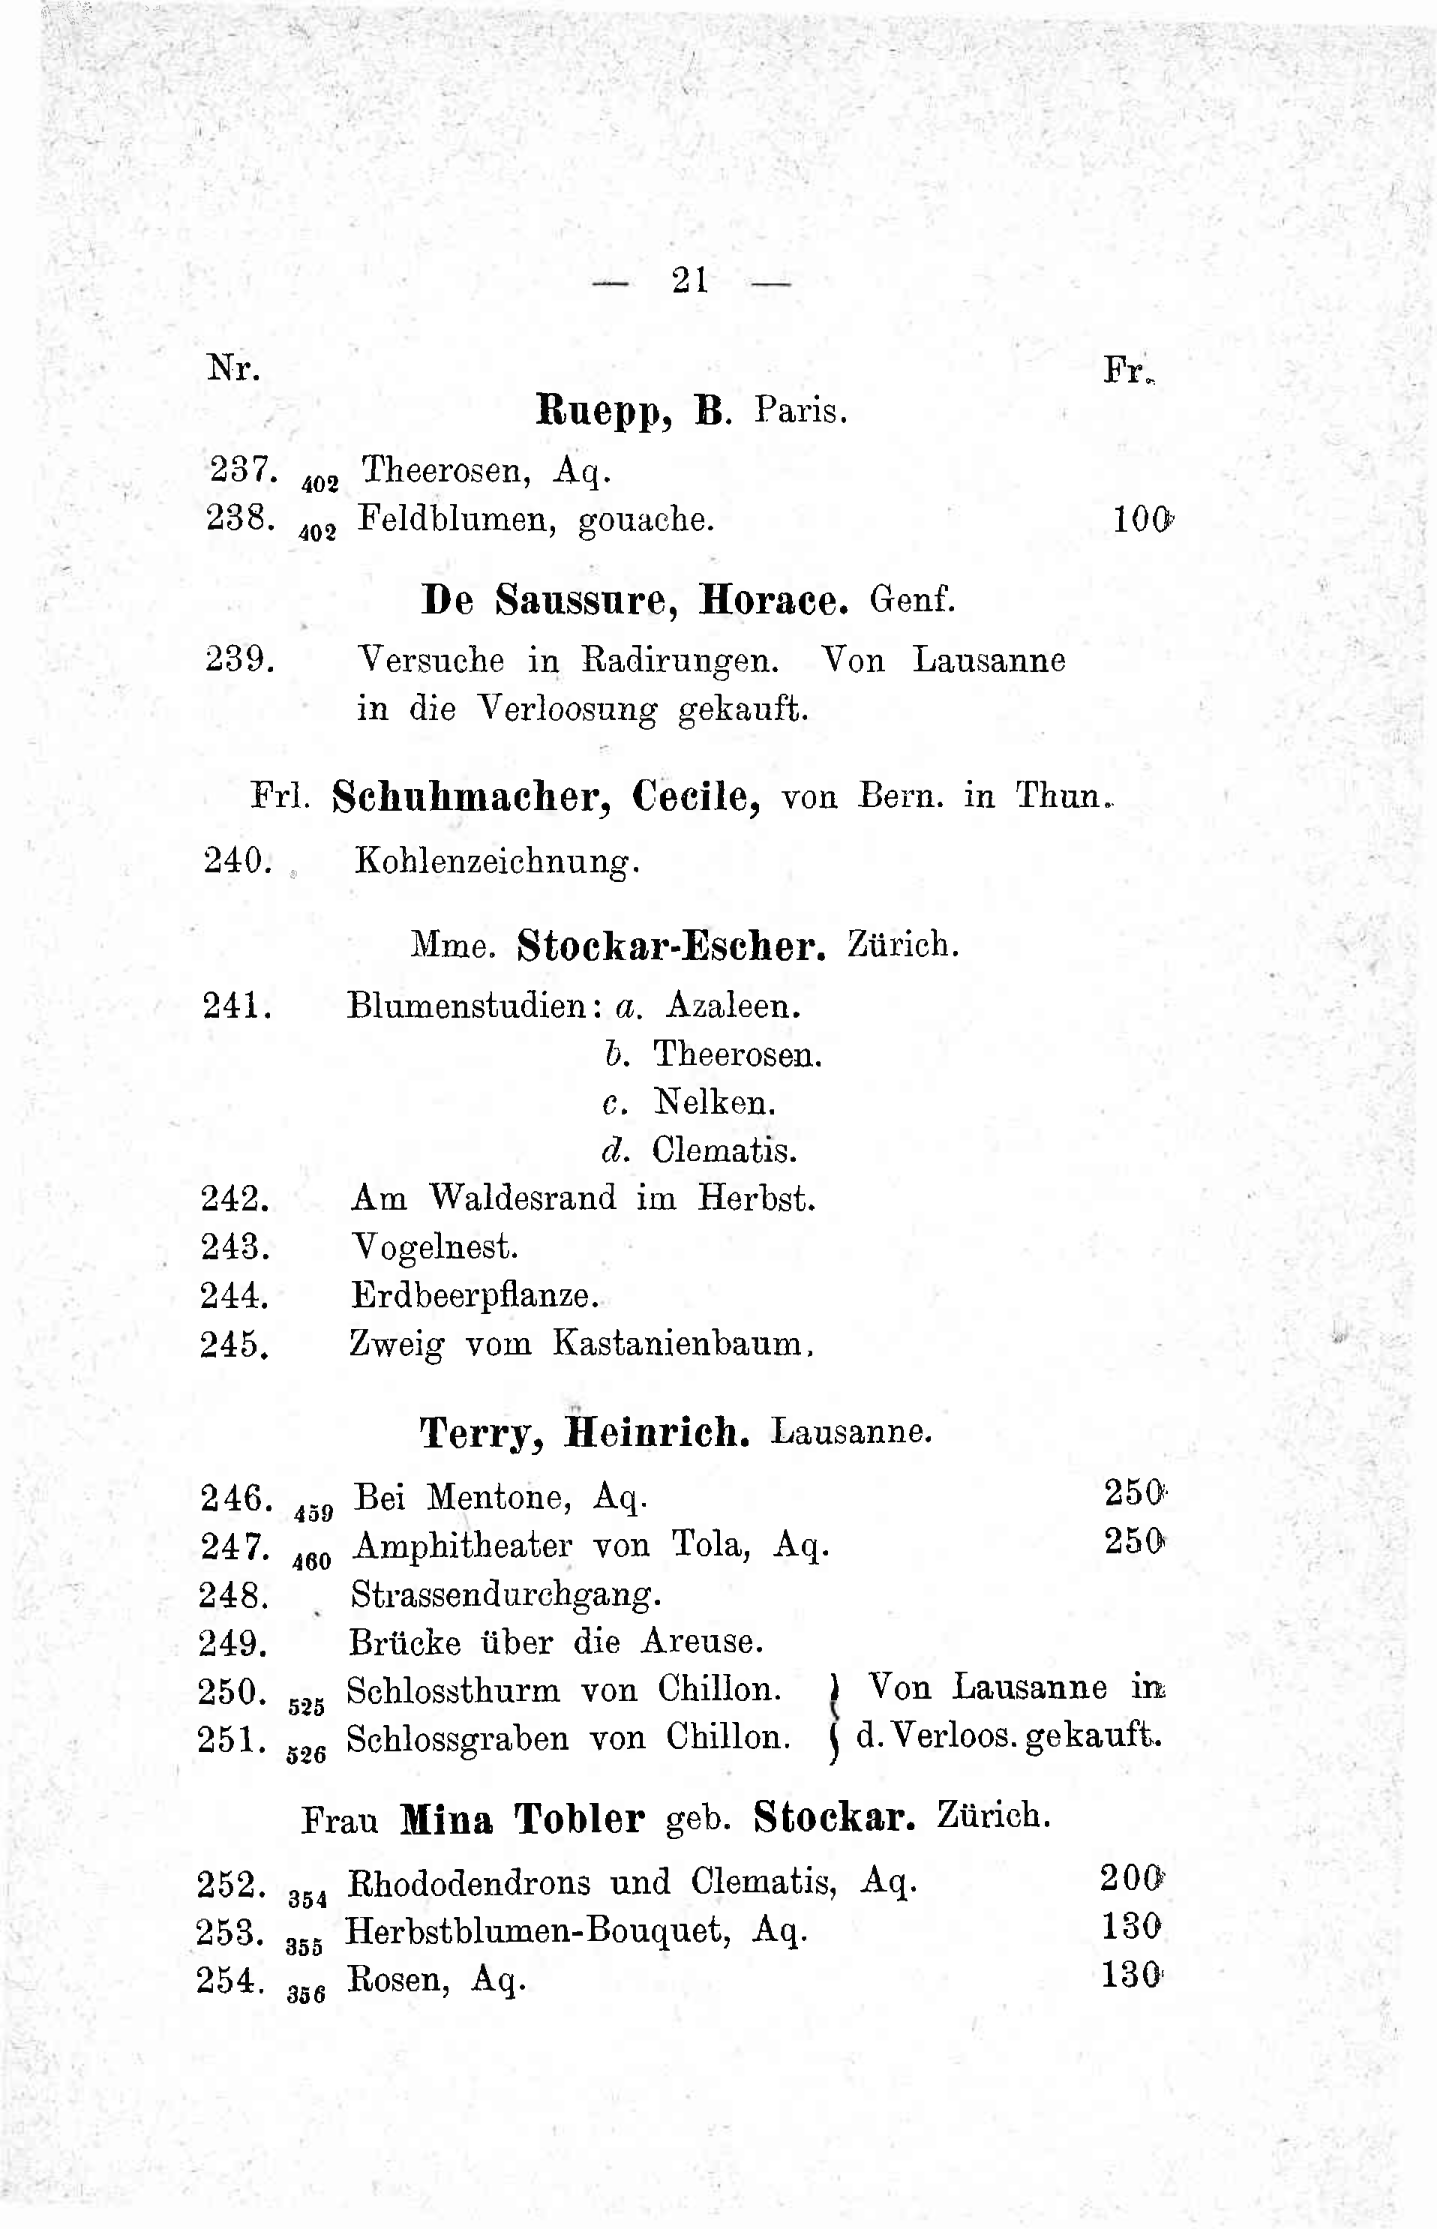 — 21 —
Nr. Fr.
Ruepp, B. Paris.
237. 402 Theerosen, Aq.
238. 402 Feldblumen, gouache. 100
De Saussure, Horace. Genf.
239. Versuche in Radirungen. Von Lausanne
in die Verloosung gekauft.
Frl. Schuhmacher, Cecile, von Bern. in Thun.
240. Kohlenzeichnung.
Mme. Stockar-Escher. Zürich.
241. Blumenstudien: a. Azaleen.
b. Theerosen.
c. Nelken.
d. Clematis.
242. Am Waldesrand im Herbst.
243. Vogelnest.
244. Erdbeerpflanze.
245. Zweig vom Kastanienbaum.
Terry, Heinrich. Lausanne.
246. 459 Bei Mentone, Aq. 250
247. 460 Amphitheater von Tola, Aq. 250
248. Strassendurchgang.
249. Brücke über die Areuse.
250. 525 Schlossthurm von Chillon. } Von Lausanne in
251. 526 Schlossgraben von Chillon. } d. Verloos. gekauft.
Frau Mina Tobler geb. Stockar. Zürich.
252. 354 Rhododendrons und Clematis, Aq. 200
253. 355 Herbstblumen-Bouquet, Aq. 130
254. 356 Rosen, Aq. 130